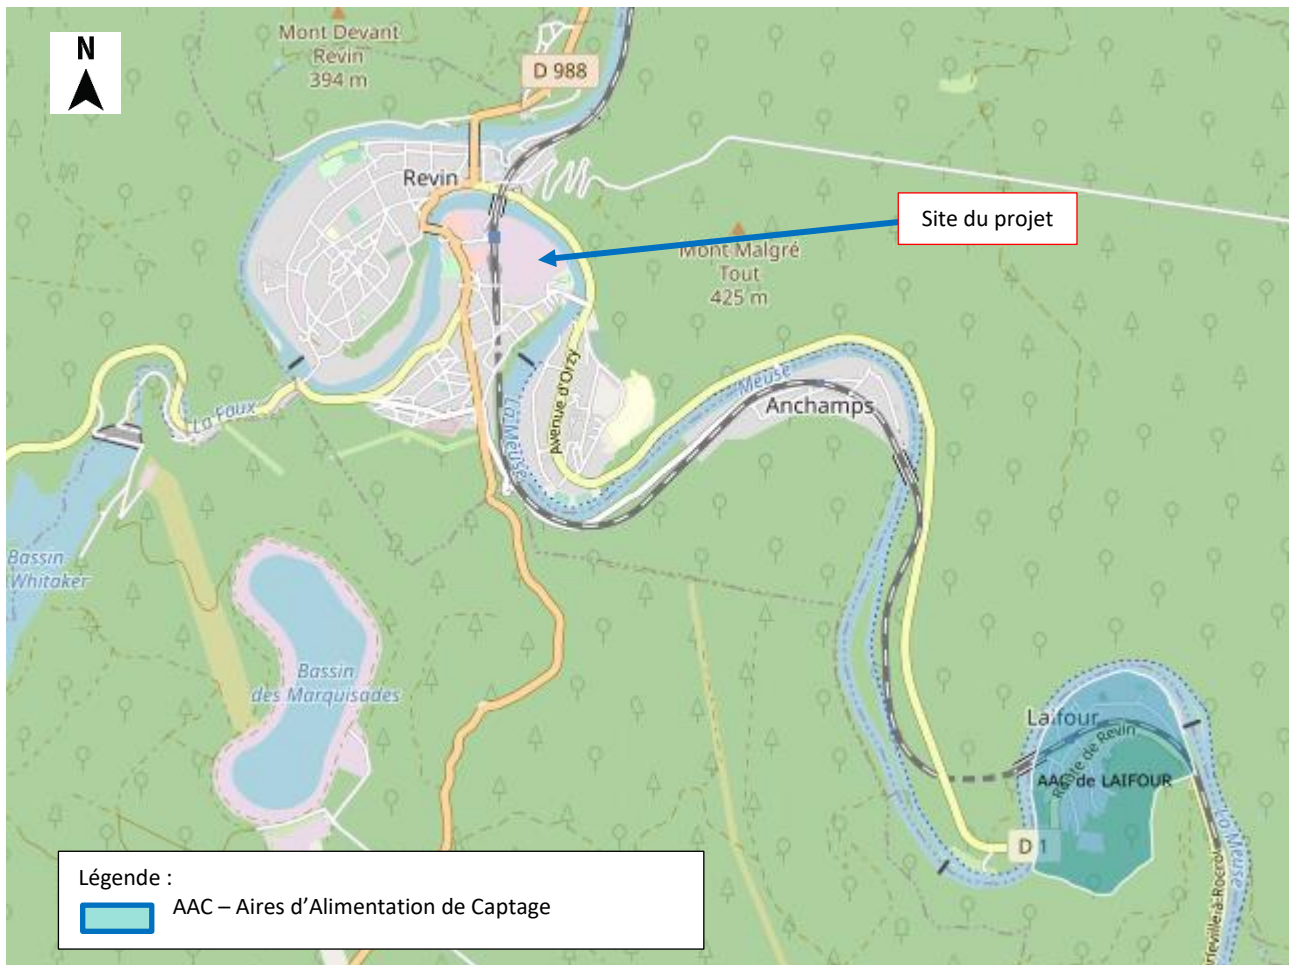 N
Mont Devant
Revin
394 m
D 988
Revin
Site du projet
Mont Malgré
Tout
425 m
Meuse
Anchamps
Avenue d'Orzy
La Meuse
La Faux
Bassin
Whitaker
Bassin
des Marquisades
Laifour
Route de Revin
AAC de LAIFOUR
D 1
La Meuse
Légende :
AAC – Aires d'Alimentation de Captage